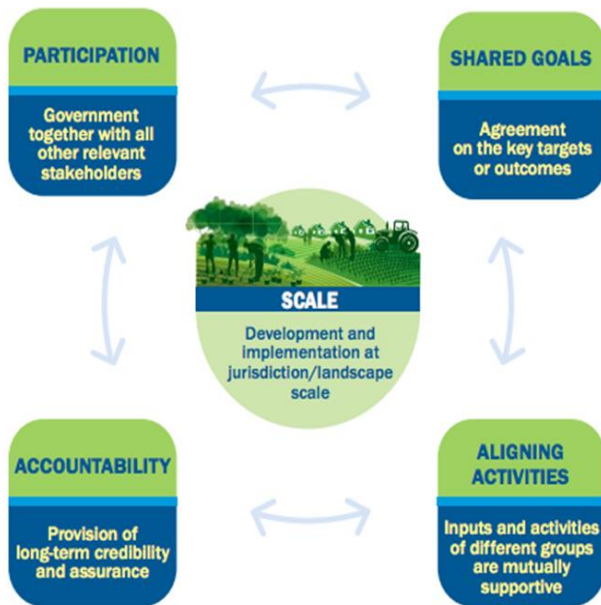 PARTICIPATION
Government
together with all
other relevant
stakeholders
SHARED GOALS
Agreement
on the key targets
or outcomes
SCALE
Development and
implementation at
jurisdiction/landscape
scale
ACCOUNTABILITY
Provision of
long-term credibility
and assurance
ALIGNING
ACTIVITIES
Inputs and activities
of different groups
are mutually
supportive